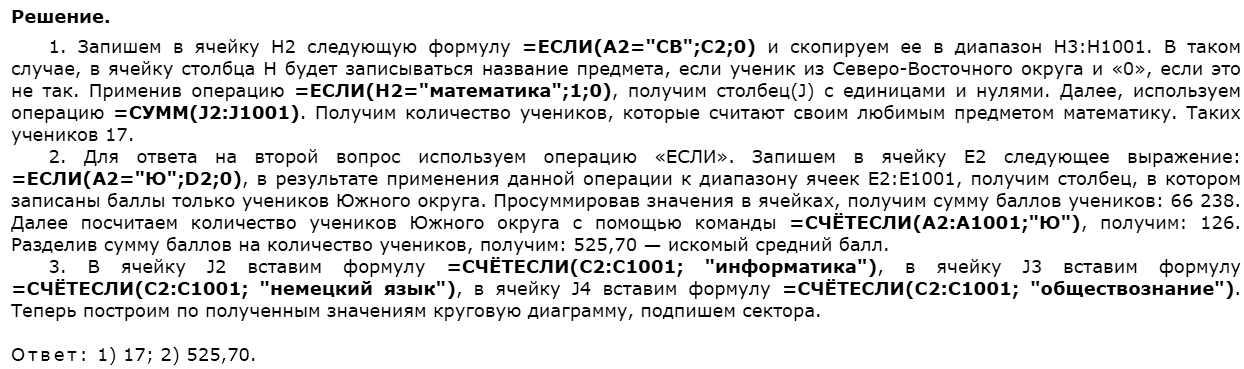 Решение.
1. Запишем в ячейку H2 следующую формулу =ЕСЛИ(A2="СВ";C2;0) и скопируем ее в диапазон H3:H1001. В таком
случае, в ячейку столбца H будет записываться название предмета, если ученик из Северо-Восточного округа и «0», если это
не так. Применив операцию =ЕСЛИ(H2="математика";1;0), получим столбец(J) с единицами и нулями. Далее, используем
операцию =СУММ(J2:J1001). Получим количество учеников, которые считают своим любимым предметом математику. Таких
учеников 17.
2. Для ответа на второй вопрос используем операцию «ЕСЛИ». Запишем в ячейку E2 следующее выражение:
=ЕСЛИ(A2="Ю";D2;0), в результате применения данной операции к диапазону ячеек E2:E1001, получим столбец, в котором
записаны баллы только учеников Южного округа. Просуммировав значения в ячейках, получим сумму баллов учеников: 66 238.
Далее посчитаем количество учеников Южного округа с помощью команды =СЧЁТЕСЛИ(A2:A1001;"Ю"), получим: 126.
Разделив сумму баллов на количество учеников, получим: 525,70 — искомый средний балл.
3. В ячейку J2 вставим формулу =СЧЁТЕСЛИ(C2:C1001; "информатика"), в ячейку J3 вставим формулу
=СЧЁТЕСЛИ(C2:C1001; "немецкий язык"), в ячейку J4 вставим формулу =СЧЁТЕСЛИ(C2:C1001; "обществознание").
Теперь построим по полученным значениям круговую диаграмму, подпишем сектора.
Ответ: 1) 17; 2) 525,70.